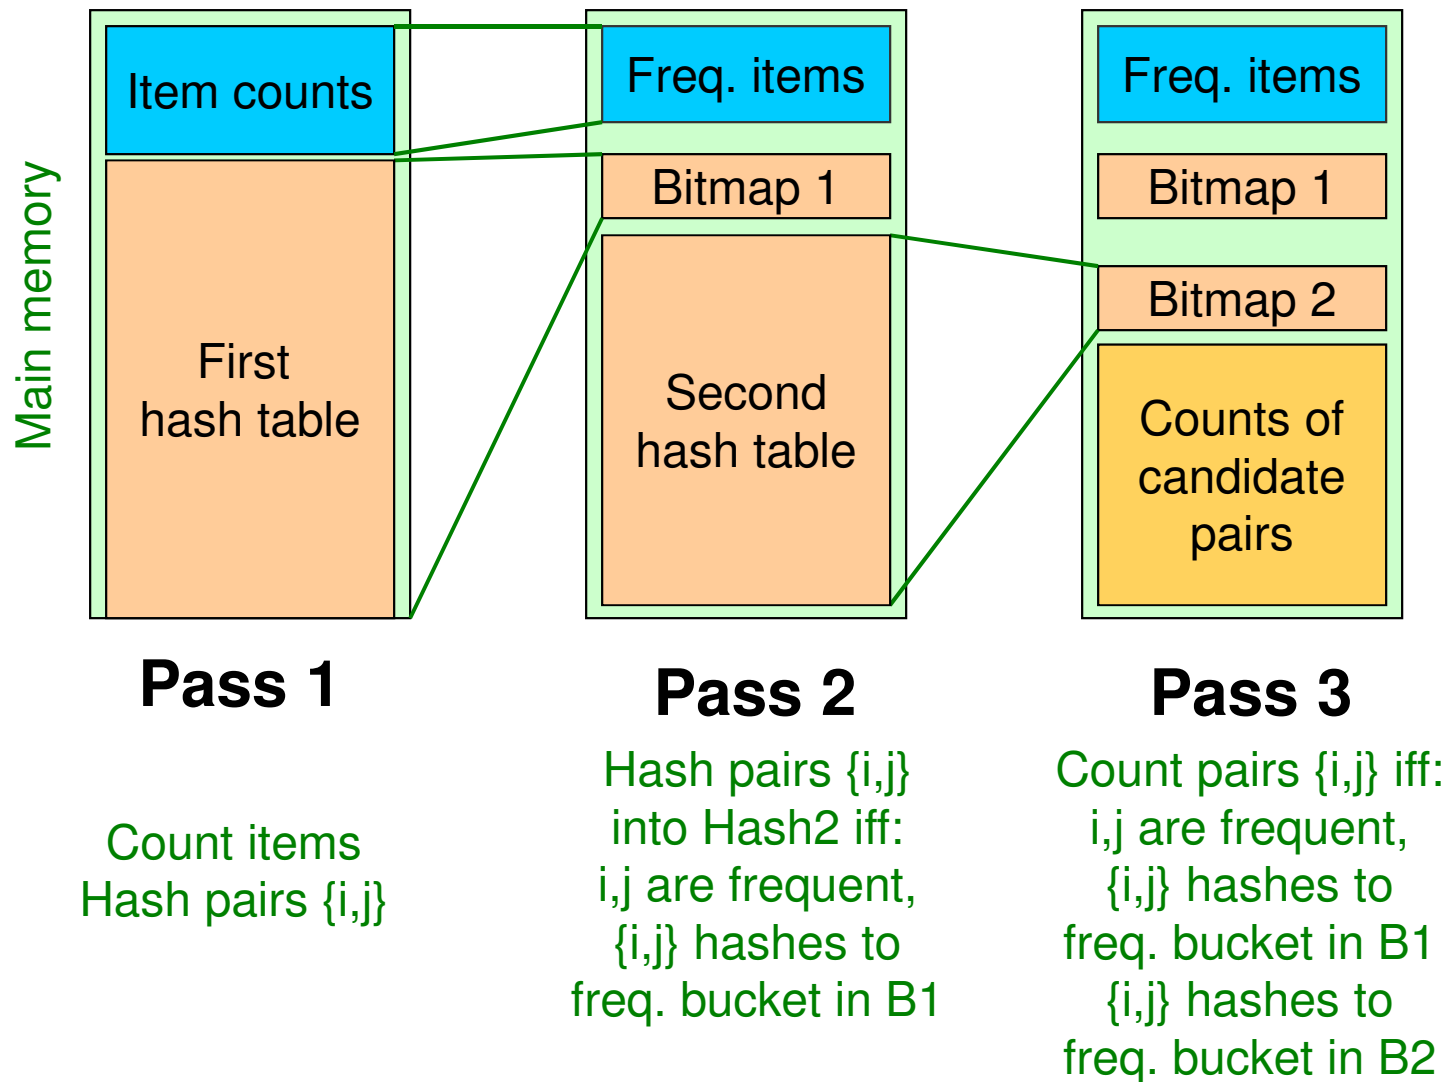 Main memory
Item counts
First
hash table
Pass 1
Count items
Hash pairs {i,j}
Freq. items
Bitmap 1
Second
hash table
Pass 2
Hash pairs {i,j}
into Hash2 iff:
i,j are frequent,
{i,j} hashes to
freq. bucket in B1
Freq. items
Bitmap 1
Bitmap 2
Counts of
candidate
pairs
Pass 3
Count pairs {i,j} iff:
i,j are frequent,
{i,j} hashes to
freq. bucket in B1
{i,j} hashes to
freq. bucket in B2